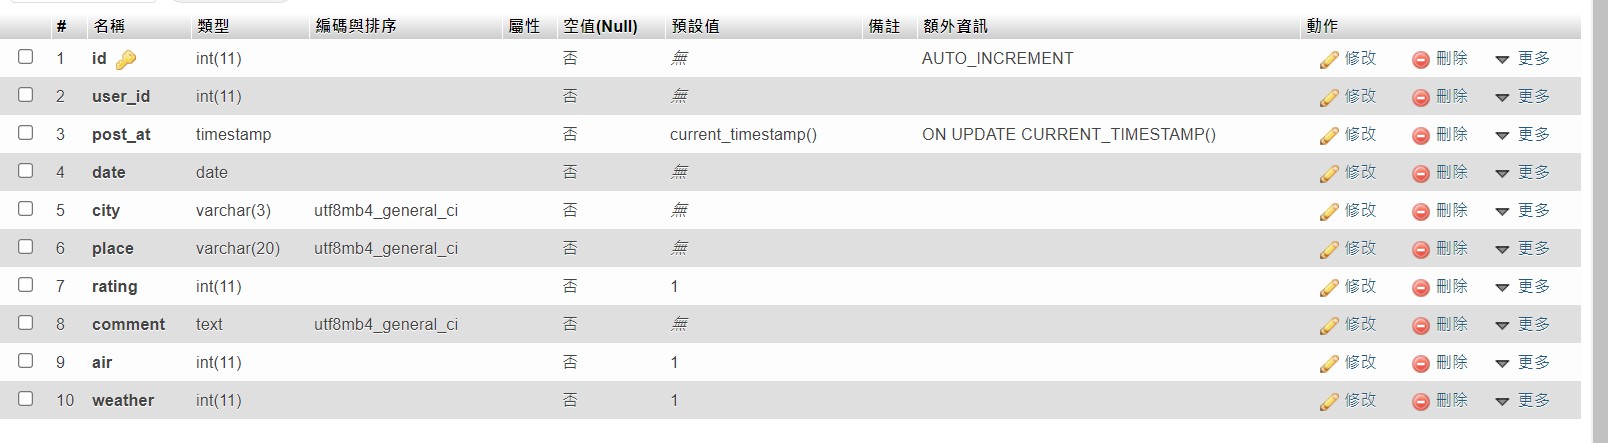 # 名稱 類型 編碼與排序 屬性 空值(Null) 預設值 備註 額外資訊 動作
1 id int(11) 否 無 AUTO_INCREMENT 修改 刪除 更多
2 user_id int(11) 否 無 修改 刪除 更多
3 post_at timestamp 否 current_timestamp() ON UPDATE CURRENT_TIMESTAMP() 修改 刪除 更多
4 date date 否 無 修改 刪除 更多
5 city varchar(3) utf8mb4_general_ci 否 無 修改 刪除 更多
6 place varchar(20) utf8mb4_general_ci 否 無 修改 刪除 更多
7 rating int(11) 否 1 修改 刪除 更多
8 comment text utf8mb4_general_ci 否 無 修改 刪除 更多
9 air int(11) 否 1 修改 刪除 更多
10 weather int(11) 否 1 修改 刪除 更多